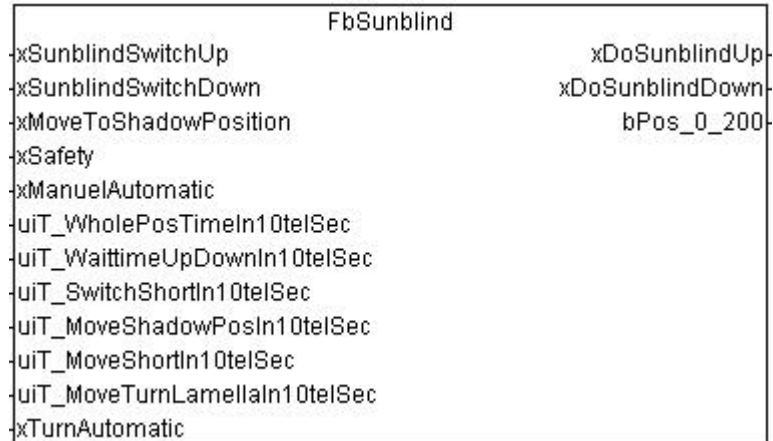 FbSunblind
xSunblindSwitchUp xDoSunblindUp
xSunblindSwitchDown xDoSunblindDown
xMoveToShadowPosition bPos_0_200
xSafety
xManuelAutomatic
uiT_WholePosTimeIn10telSec
uiT_WaittimeUpDownIn10telSec
uiT_SwitchShortIn10telSec
uiT_MoveShadowPosIn10telSec
uiT_MoveShortIn10telSec
uiT_MoveTurnLamellaIn10telSec
xTurnAutomatic